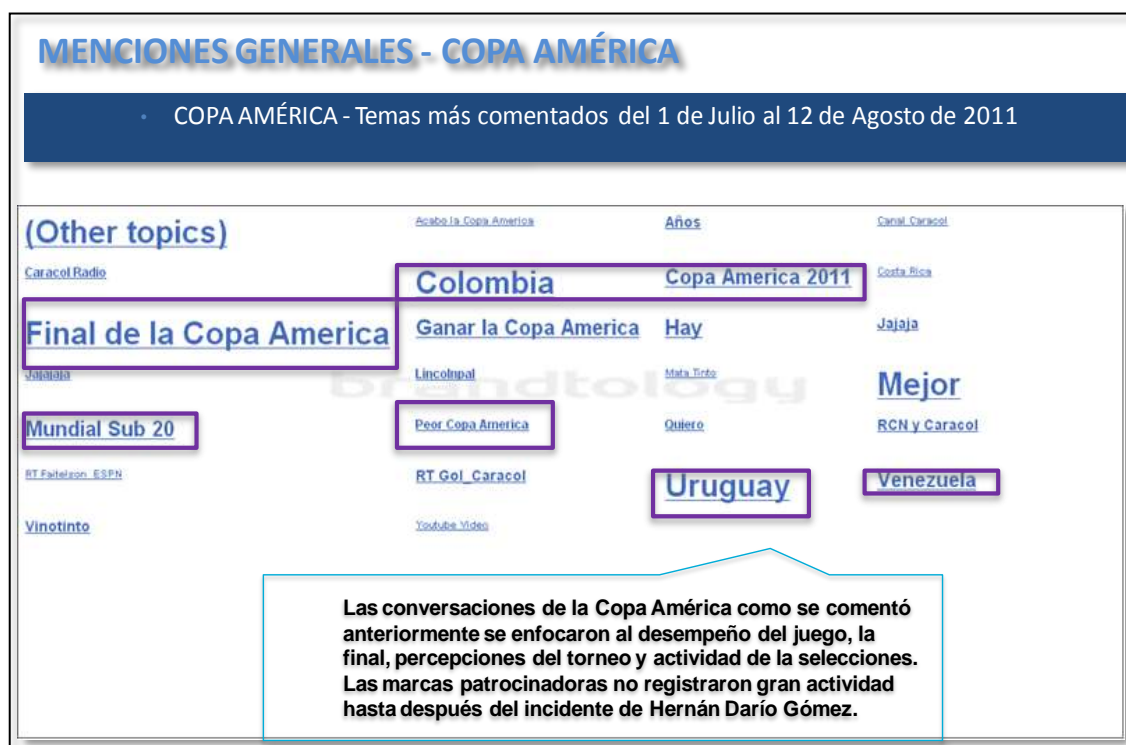 MENCIONES GENERALES - COPA AMÉRICA
• COPA AMÉRICA - Temas más comentados del 1 de Julio al 12 de Agosto de 2011
(Other topics)
Acabo la Copa America
Años
Canal Caracol
Caracol Radio
Colombia
Copa America 2011
Costa Rica
Final de la Copa America
Ganar la Copa America
Hay
Jajaja
Jajajaja
Lincolnpal
Mata Tinto
Mejor
brandtology
Mundial Sub 20
Peor Copa America
Quiero
RCN y Caracol
RT Faitelson_ESPN
RT Gol_Caracol
Uruguay
Venezuela
Vinotinto
Youtube Video
Las conversaciones de la Copa América como se comentó
anteriormente se enfocaron al desempeño del juego, la
final, percepciones del torneo y actividad de la selecciones.
Las marcas patrocinadoras no registraron gran actividad
hasta después del incidente de Hernán Darío Gómez.